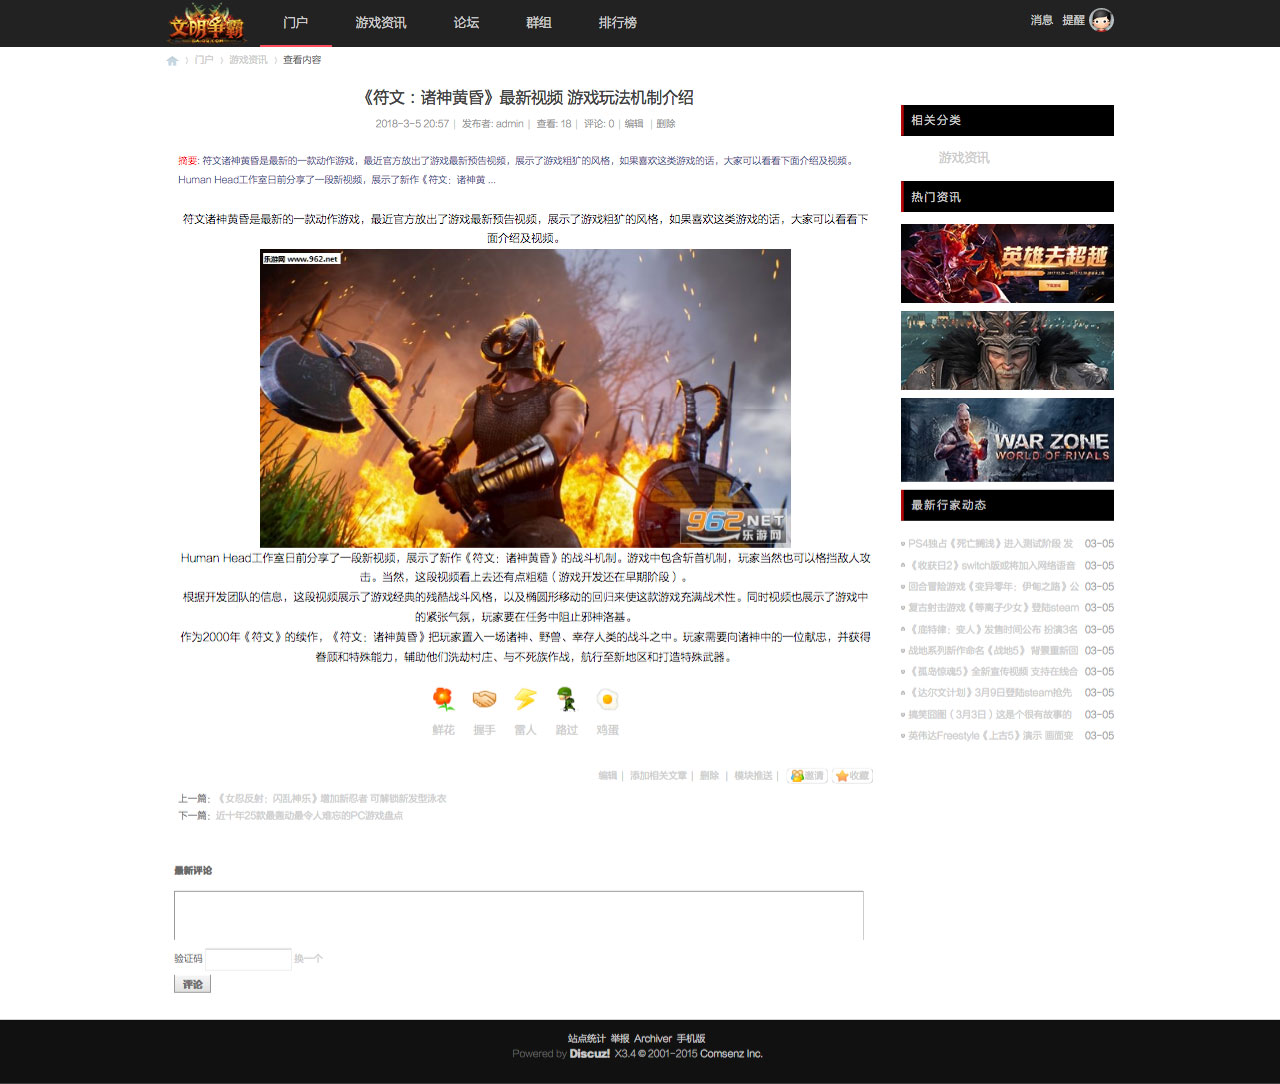 文明争霸
门户 游戏资讯 论坛 群组 排行榜
消息 提醒
门户 › 游戏资讯 › 查看内容
《符文：诸神黄昏》最新视频 游戏玩法机制介绍
2018-3-5 20:57 | 发布者: admin | 查看: 18 | 评论: 0 | 编辑 | 删除
摘要: 符文诸神黄昏是最新的一款动作游戏，最近官方放出了游戏最新预告视频，展示了游戏粗犷的风格，如果喜欢这类游戏的话，大家可以看看下面介绍及视频。
Human Head工作室日前分享了一段新视频，展示了新作《符文：诸神黄 ...
符文诸神黄昏是最新的一款动作游戏，最近官方放出了游戏最新预告视频，展示了游戏粗犷的风格，如果喜欢这类游戏的话，大家可以看看下
面介绍及视频。
乐游网 www.962.net
962.NET
乐游网
Human Head工作室日前分享了一段新视频，展示了新作《符文：诸神黄昏》的战斗机制。游戏中包含斩首机制，玩家当然也可以格挡敌人攻
击。当然，这段视频看上去还有点粗糙（游戏开发还在早期阶段）。
根据开发团队的信息，这段视频展示了游戏经典的残酷战斗风格，以及椭圆形移动的回归来使这款游戏充满战术性。同时视频也展示了游戏中
的紧张气氛，玩家要在任务中阻止邪神洛基。
作为2000年《符文》的续作，《符文：诸神黄昏》把玩家置入一场诸神、野兽、幸存人类的战斗之中。玩家需要向诸神中的一位献忠，并获得
眷顾和特殊能力，辅助他们洗劫村庄、与不死族作战，航行至新地区和打造特殊武器。
鲜花 握手 雷人 路过 鸡蛋
编辑 | 添加相关文章 | 删除 | 模块推送 | 邀请 收藏
上一篇：《女忍反射：闪乱神乐》增加新忍者 可解锁新发型泳衣
下一篇：近十年25款最轰动最令人难忘的PC游戏盘点
最新评论
验证码 换一个
评论
相关分类
游戏资讯
热门资讯
英雄去超越
WAR ZONE
WORLD OF RIVALS
最新行家动态
PS4独占《死亡搁浅》进入测试阶段 发 03-05
《收获日2》switch版或将加入网络语音 03-05
回合冒险游戏《变异零年：伊甸之路》公 03-05
复古射击游戏《等离子少女》登陆steam 03-05
《底特律：变人》发售时间公布 扮演3名 03-05
战地系列新作命名《战地5》 背景重新回 03-05
《孤岛惊魂5》全新宣传视频 支持在线合 03-05
《达尔文计划》3月9日登陆steam抢先 03-05
搞笑囧图（3月3日）这是个很有故事的 03-05
英伟达Freestyle《上古5》演示 画面变 03-05
站点统计 举报 Archiver 手机版
Powered by Discuz! X3.4 © 2001-2015 Comsenz Inc.